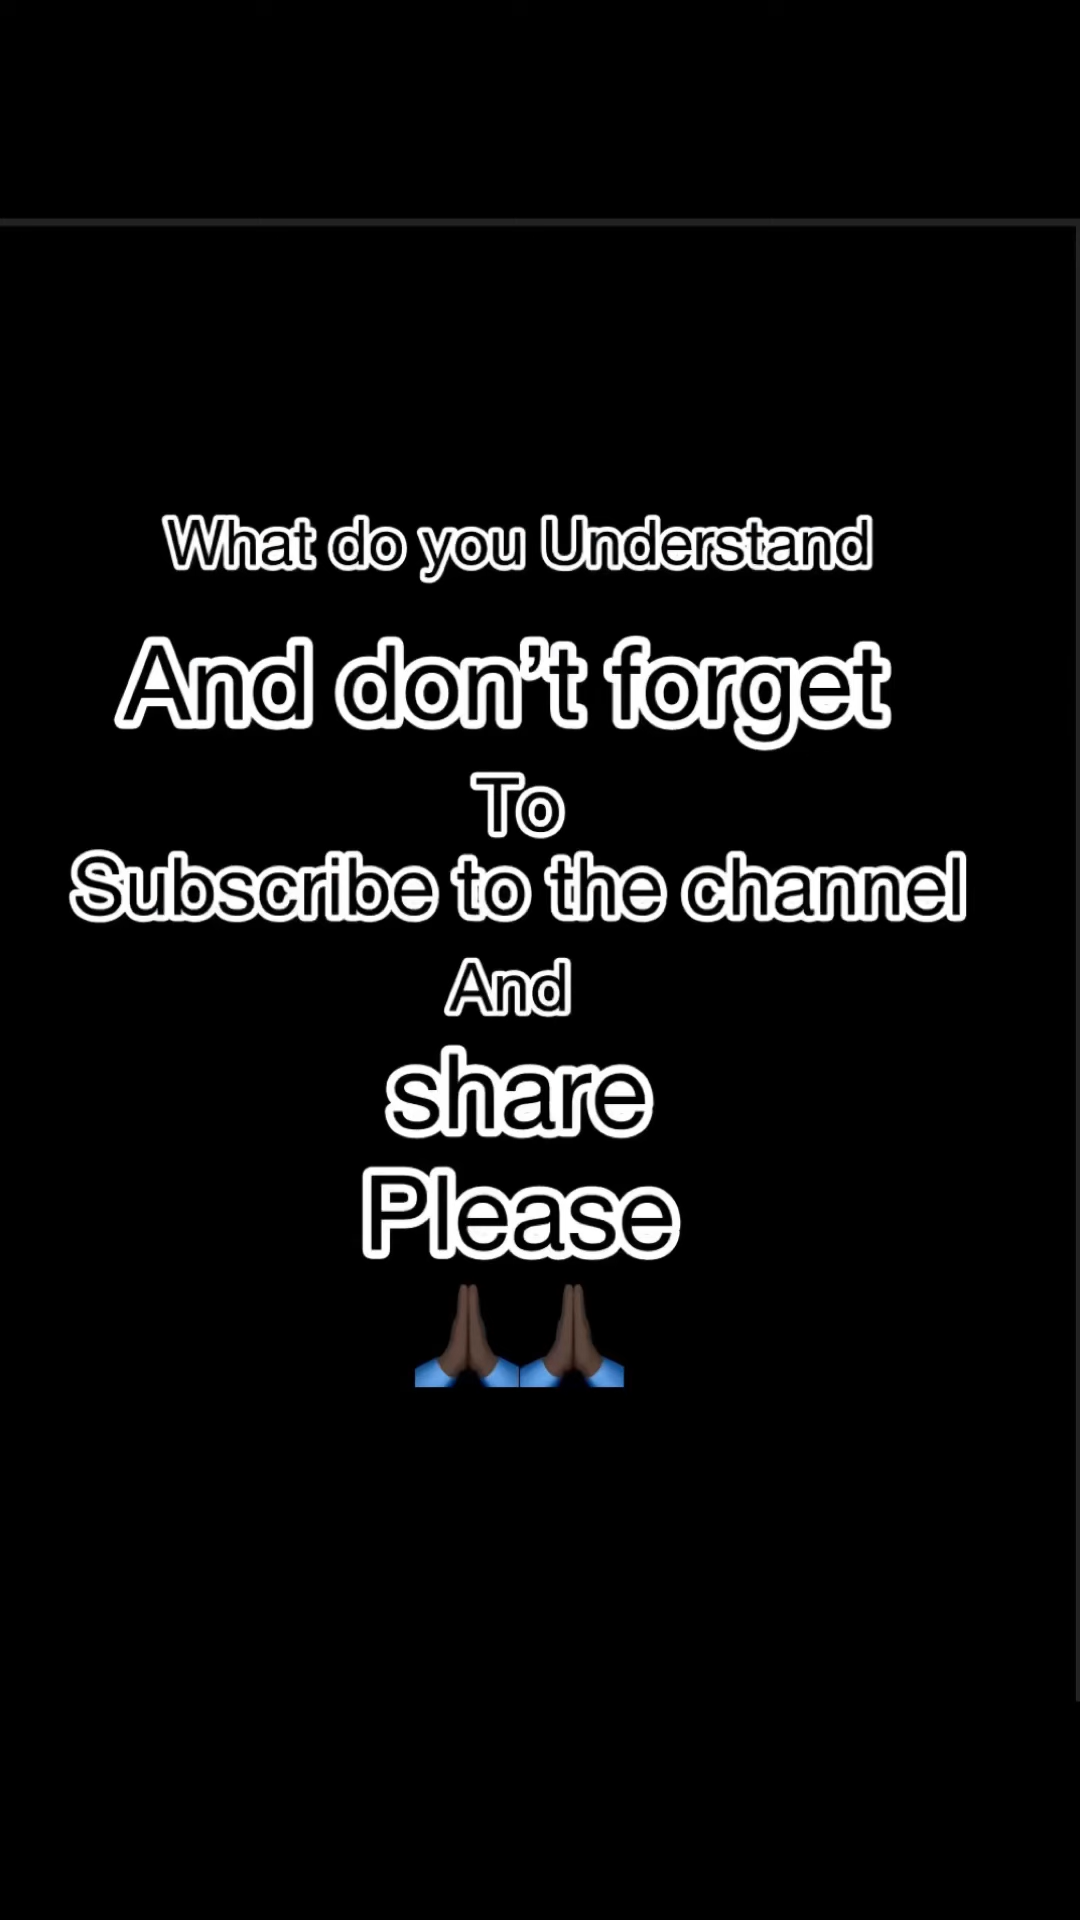 What do you Understand
And don’t forget
To
Subscribe to the channel
And
share
Please
🙏🏿🙏🏿